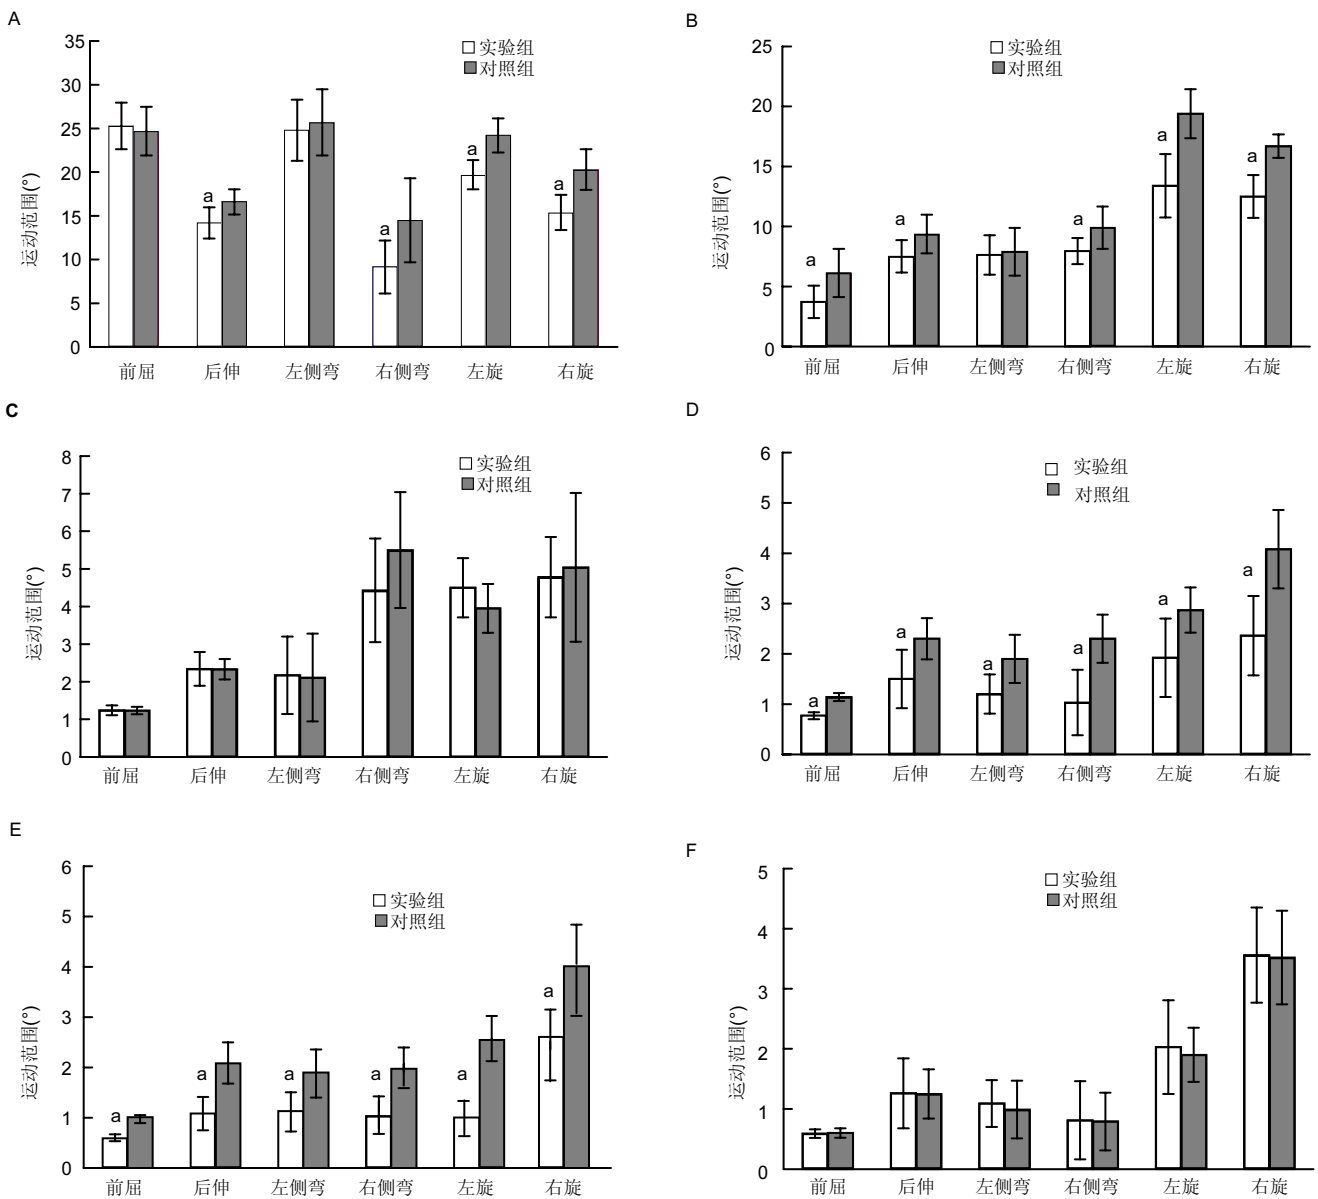 A
35
30
25
20
15
10
5
0
运动范围(°)
实验组
对照组
a
a
a
a
前屈
后伸
左侧弯
右侧弯
左旋
右旋
B
25
20
15
10
5
0
运动范围(°)
实验组
对照组
a
a
a
a
a
前屈
后伸
左侧弯
右侧弯
左旋
右旋
C
8
7
6
5
4
3
2
1
0
运动范围(°)
实验组
对照组
前屈
后伸
左侧弯
右侧弯
左旋
右旋
D
6
5
4
3
2
1
0
运动范围(°)
实验组
对照组
a
a
a
a
a
a
前屈
后伸
左侧弯
右侧弯
左旋
右旋
E
6
5
4
3
2
1
0
运动范围(°)
实验组
对照组
a
a
a
a
a
a
前屈
后伸
左侧弯
右侧弯
左旋
右旋
F
5
4
3
2
1
0
运动范围(°)
实验组
对照组
前屈
后伸
左侧弯
右侧弯
左旋
右旋